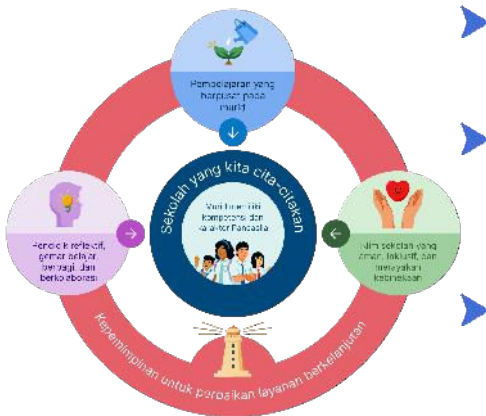 Pembelajaran yang
berpusat pada
murid
Sekolah yang kita cita-citakan
Murid memiliki
kompetensi dan
karakter Pancasila
Pendidik reflektif,
gemar belajar,
berbagi, dan
berkolaborasi
Iklim sekolah yang
aman, inklusif, dan
merayakan
kebinekaan
Kepemimpinan untuk perbaikan layanan berkelanjutan